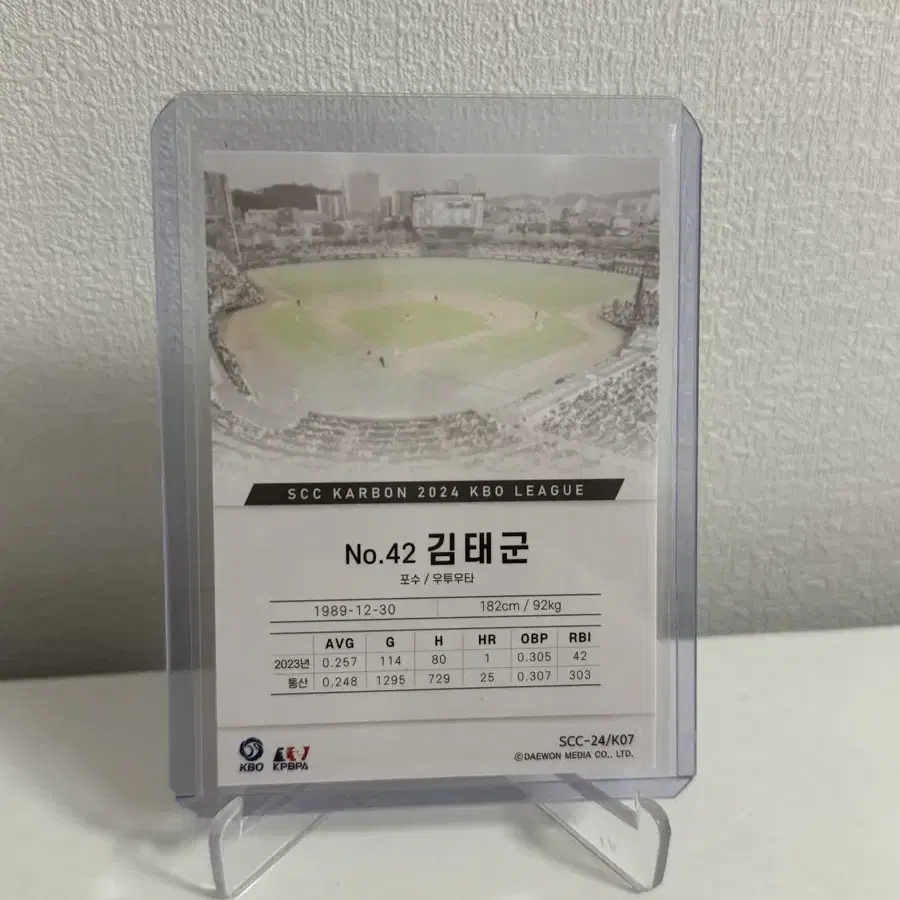 SCC KARBON 2024 KBO LEAGUE
No.42 김태군
포수 / 우투우타
1989-12-30 182cm / 92kg
AVG G H HR OBP RBI
2023년 0.257 114 80 1 0.305 42
통산 0.248 1295 729 25 0.307 303
KBO KPBPA
SCC-24/K07
©DAEWON MEDIA CO., LTD.